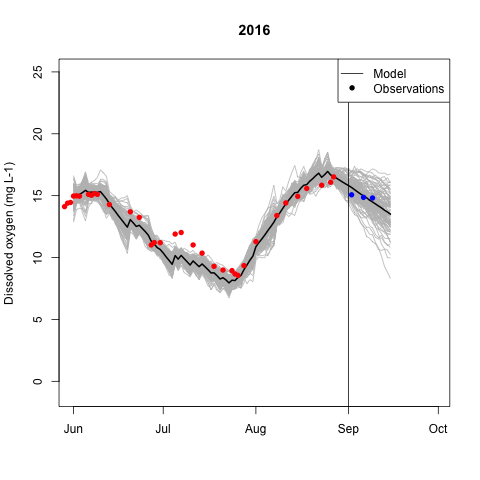 2016
Model
Observations
Dissolved oxygen (mg L-1)
25
20
15
10
5
0
Jun
Jul
Aug
Sep
Oct